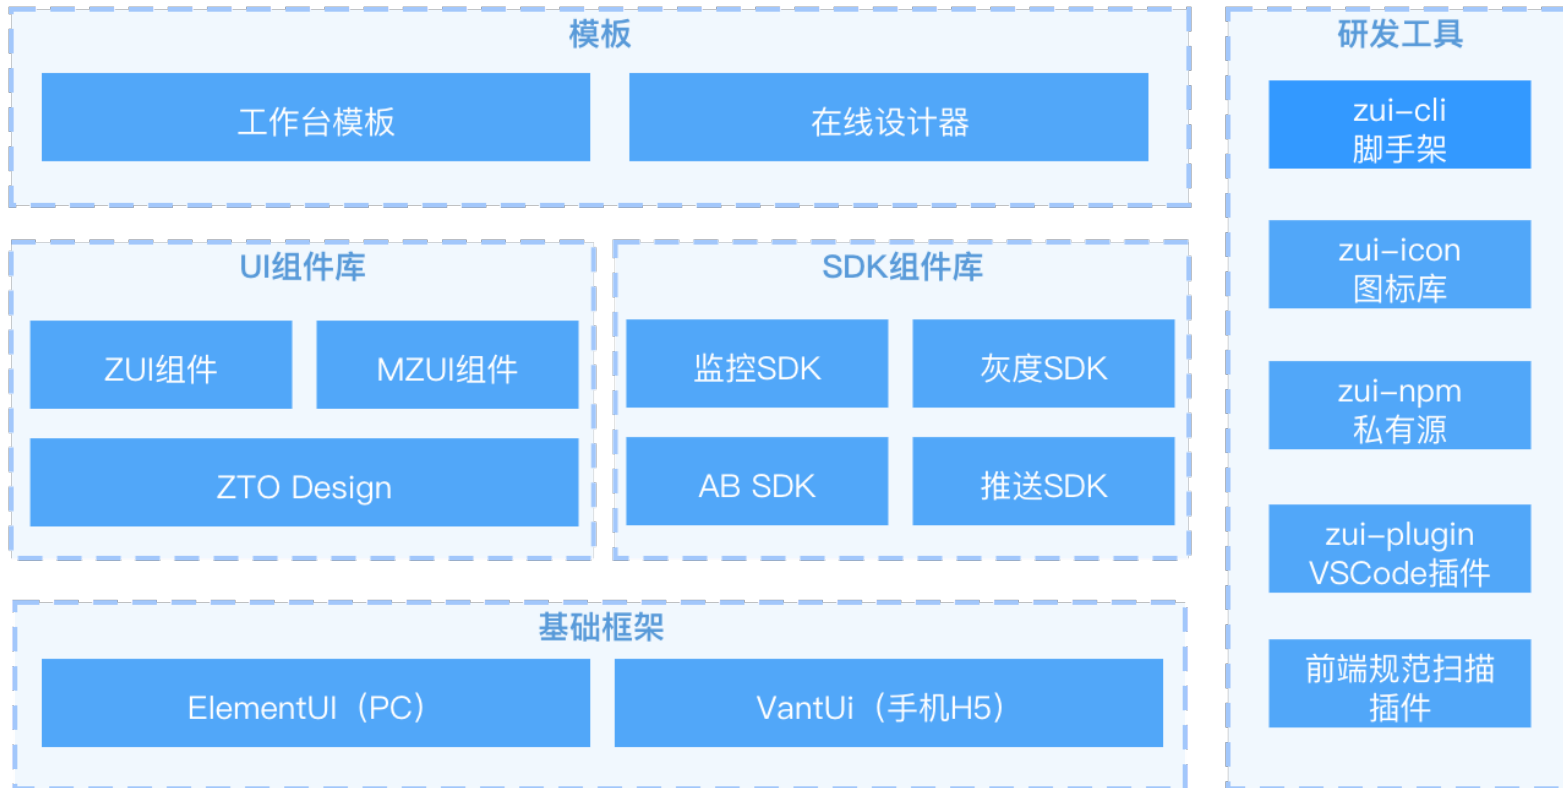 模板
工作台模板
在线设计器
UI组件库
ZUI组件
MZUI组件
ZTO Design
SDK组件库
监控SDK
灰度SDK
AB SDK
推送SDK
基础框架
ElementUI（PC）
VantUi（手机H5）
研发工具
zui-cli
脚手架
zui-icon
图标库
zui-npm
私有源
zui-plugin
VSCode插件
前端规范扫描
插件